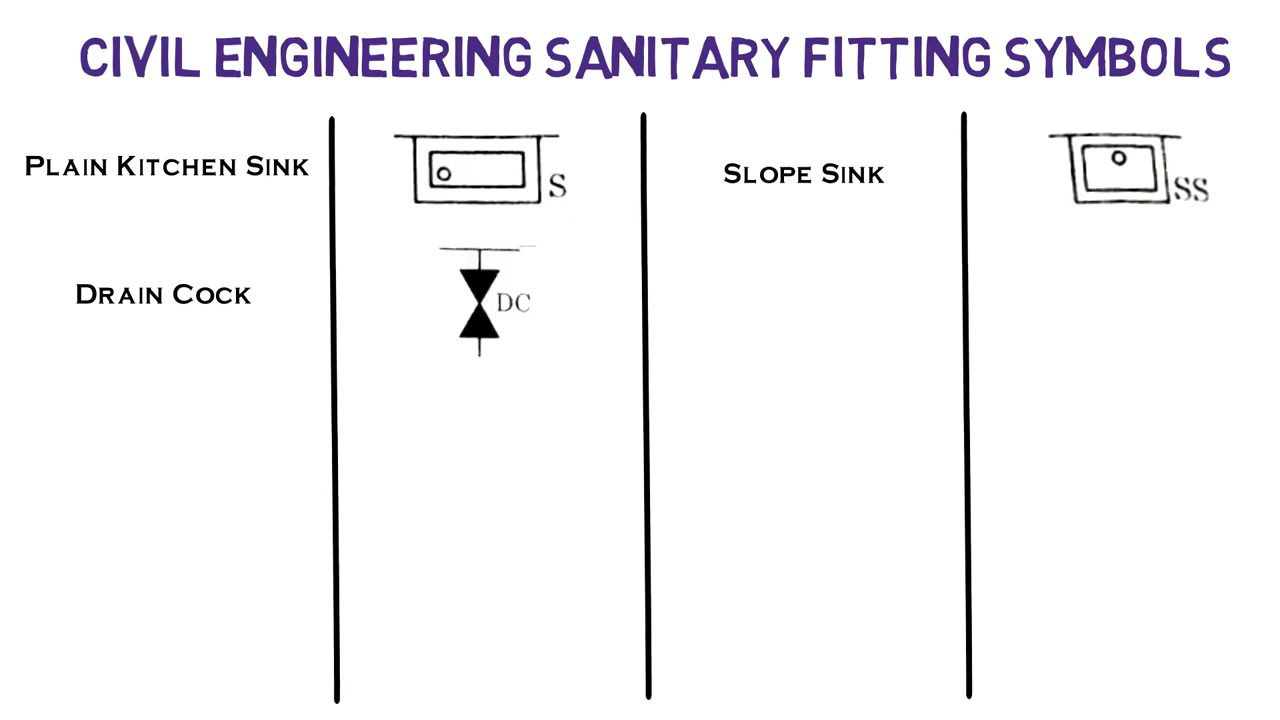 CIVIL ENGINEERING SANITARY FITTING SYMBOLS
PLAIN KITCHEN SINK
S
SLOPE SINK
SS
DRAIN COCK
DC